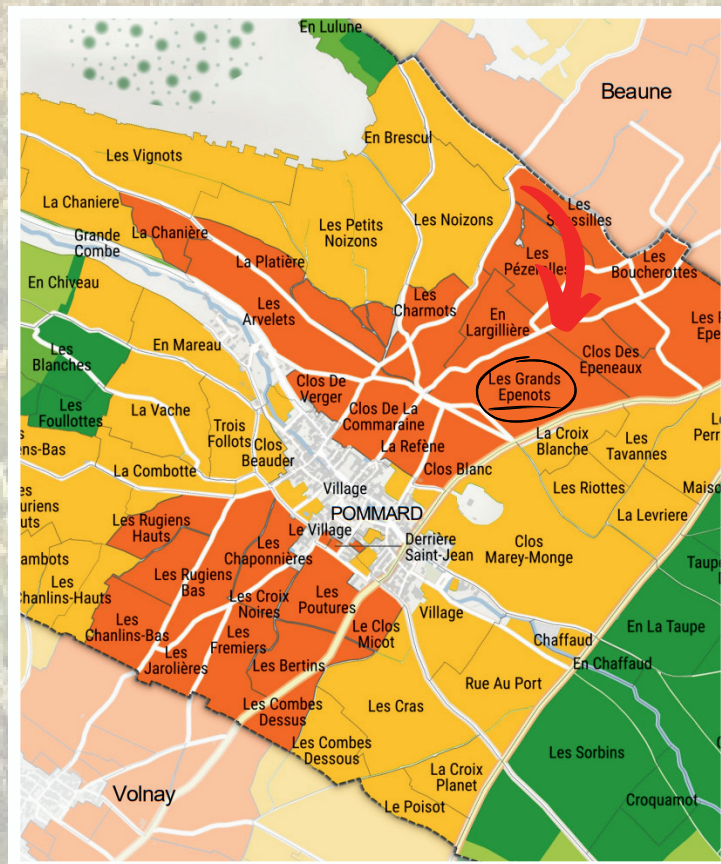 En Lulune
Beaune
En Brescul
Les Vignots
La Chaniere
Les Petits
Noizons
Les Noizons
Les
Les
Pézerolles
Les
Boucherottes
Grande
Combe
La Chanière
La Platière
En Chiveau
Les
Arvelets
Les
Charmots
En
Largillière
Clos Des
Epeneaux
En Mareau
Les
Blanches
Les Grands
Epenots
Clos De
Verger
Clos De La
Commaraine
Les
Foullottes
La Vache
Trois
Follots
Clos
Beauder
La Refène
La Croix
Blanche
Les
Tavannes
La Combotte
Clos Blanc
Les Riottes
Village
La Levriere
POMMARD
Les Rugiens
Hauts
Le Village
Derrière
Saint-Jean
Clos
Marey-Monge
Les
Chaponnières
Les Rugiens
Bas
Les
Chanlins-Hauts
Les Croix
Noires
Les
Poutures
Village
En La Taupe
Les
Chanlins-Bas
Les
Fremiers
Le Clos
Micot
Chaffaud
En Chaffaud
Les
Jarolières
Les Bertins
Rue Au Port
Les Combes
Dessus
Les Cras
Les Combes
Dessous
Les Sorbins
La Croix
Planet
Volnay
Le Poisot
Croquamot